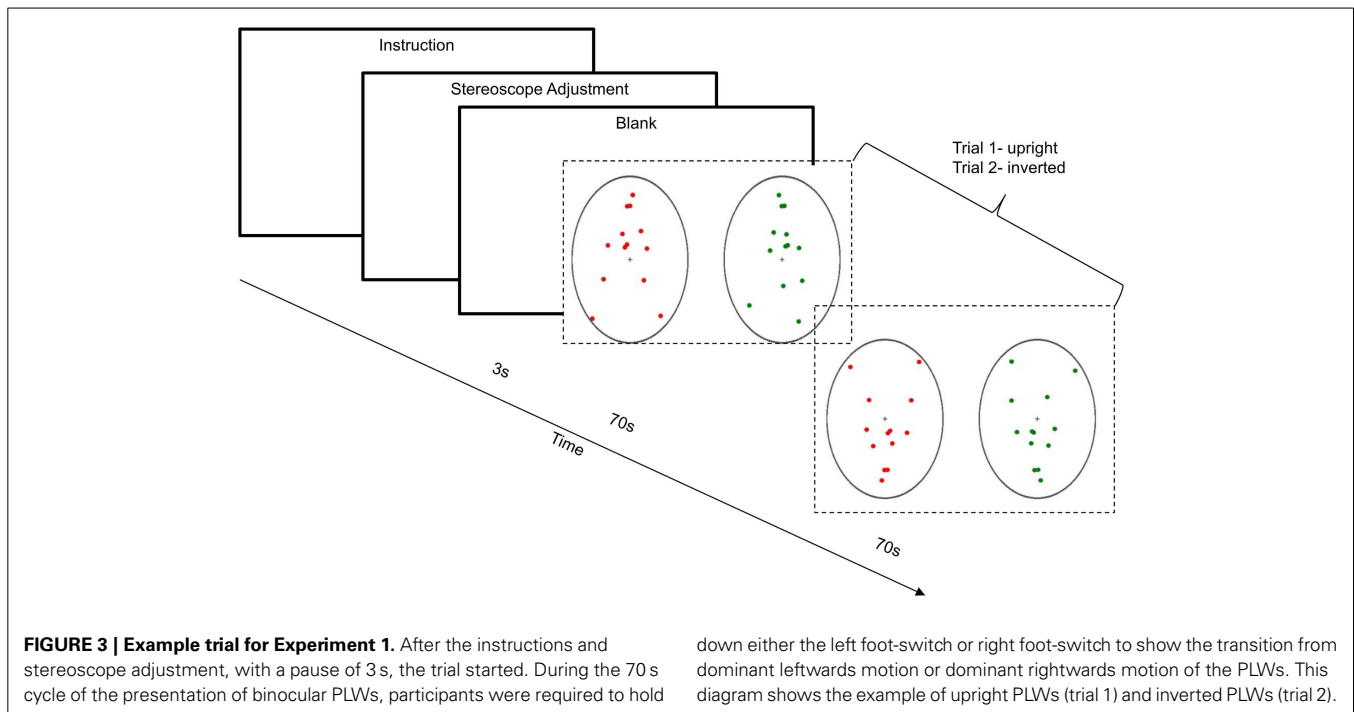 Instruction
Stereoscope Adjustment
Blank
Trial 1- upright
Trial 2- inverted
3s
70s
Time
70s
FIGURE 3 | Example trial for Experiment 1. After the instructions and
stereoscope adjustment, with a pause of 3 s, the trial started. During the 70 s
cycle of the presentation of binocular PLWs, participants were required to hold
down either the left foot-switch or right foot-switch to show the transition from
dominant leftwards motion or dominant rightwards motion of the PLWs. This
diagram shows the example of upright PLWs (trial 1) and inverted PLWs (trial 2).